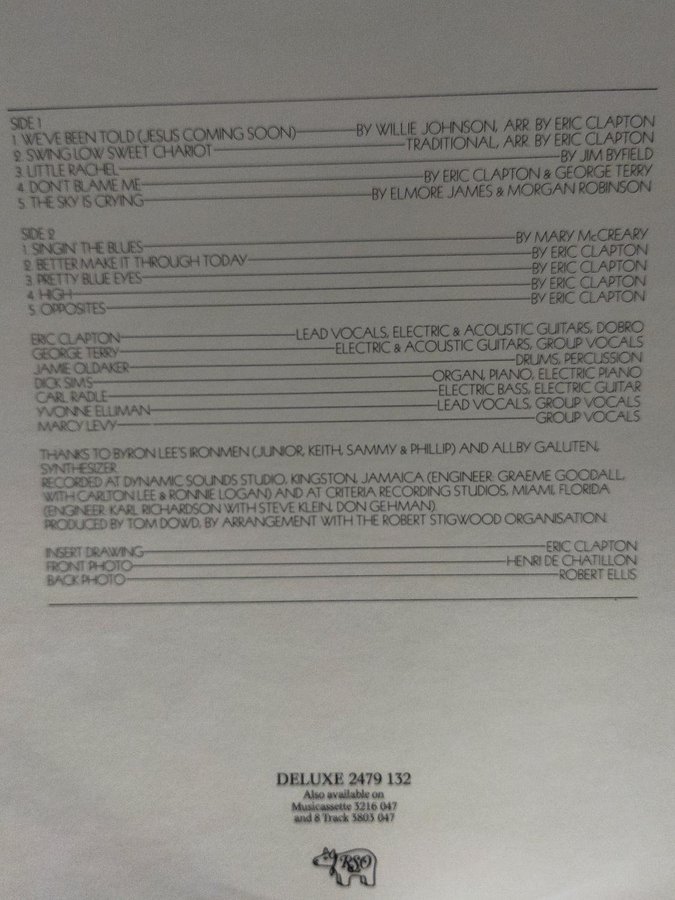 SIDE 1
1. WE'VE BEEN TOLD (JESUS COMING SOON) BY WILLIE JOHNSON, ARR. BY ERIC CLAPTON
2. SWING LOW SWEET CHARIOT TRADITIONAL, ARR. BY ERIC CLAPTON
3. LITTLE RACHEL BY JIM BYFIELD
4. DON'T BLAME ME BY ERIC CLAPTON & GEORGE TERRY
5. THE SKY IS CRYING BY ELMORE JAMES & MORGAN ROBINSON
SIDE 2
1. SINGIN' THE BLUES BY MARY McCREARY
2. BETTER MAKE IT THROUGH TODAY BY ERIC CLAPTON
3. PRETTY BLUE EYES BY ERIC CLAPTON
4. HIGH BY ERIC CLAPTON
5. OPPOSITES BY ERIC CLAPTON
ERIC CLAPTON LEAD VOCALS, ELECTRIC & ACOUSTIC GUITARS, DOBRO
GEORGE TERRY ELECTRIC & ACOUSTIC GUITARS, GROUP VOCALS
JAMIE OLDAKER DRUMS, PERCUSSION
DICK SIMS ORGAN, PIANO, ELECTRIC PIANO
CARL RADLE ELECTRIC BASS, ELECTRIC GUITAR
YVONNE ELLIMAN LEAD VOCALS, GROUP VOCALS
MARCY LEVY GROUP VOCALS
THANKS TO BYRON LEE'S IRONMEN (JUNIOR, KEITH, SAMMY & PHILLIP) AND ALLBY GALUTEN,
SYNTHESIZER
RECORDED AT DYNAMIC SOUNDS STUDIO, KINGSTON, JAMAICA (ENGINEER: GRAEME GOODALL,
WITH CARLTON LEE & RONNIE LOGAN) AND AT CRITERIA RECORDING STUDIOS, MIAMI, FLORIDA
(ENGINEER: KARL RICHARDSON WITH STEVE KLEIN, DON GEHMAN).
PRODUCED BY TOM DOWD, BY ARRANGEMENT WITH THE ROBERT STIGWOOD ORGANISATION.
INSERT DRAWING ERIC CLAPTON
FRONT PHOTO HENRI DE CHATILLON
BACK PHOTO ROBERT ELLIS
DELUXE 2479 132
Also available on
Musicassette 3216 047
and 8 Track 3803 047
RSO